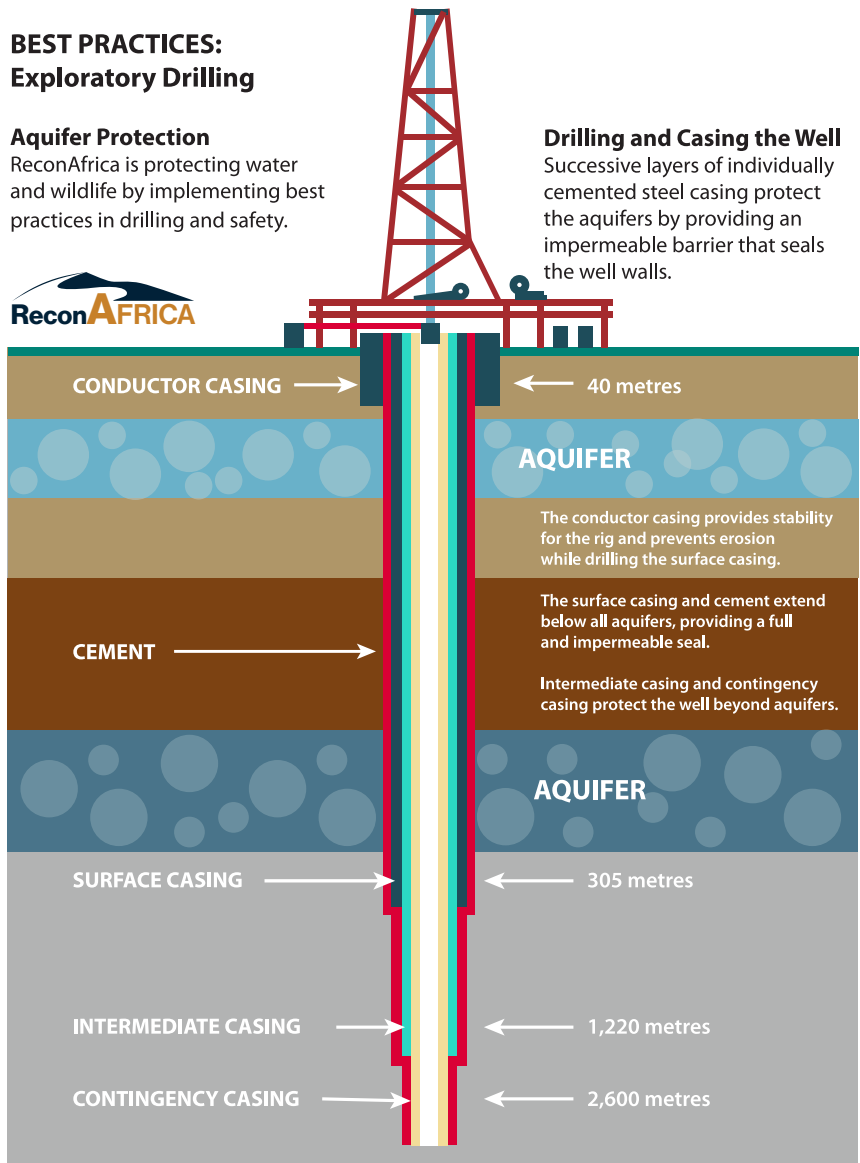 BEST PRACTICES:
Exploratory Drilling
Aquifer Protection
ReconAfrica is protecting water
and wildlife by implementing best
practices in drilling and safety.
ReconAFRICA
Drilling and Casing the Well
Successive layers of individually
cemented steel casing protect
the aquifers by providing an
impermeable barrier that seals
the well walls.
CONDUCTOR CASING
40 metres
AQUIFER
The conductor casing provides stability
for the rig and prevents erosion
while drilling the surface casing.
The surface casing and cement extend
below all aquifers, providing a full
and impermeable seal.
CEMENT
Intermediate casing and contingency
casing protect the well beyond aquifers.
AQUIFER
SURFACE CASING
305 metres
INTERMEDIATE CASING
1,220 metres
CONTINGENCY CASING
2,600 metres